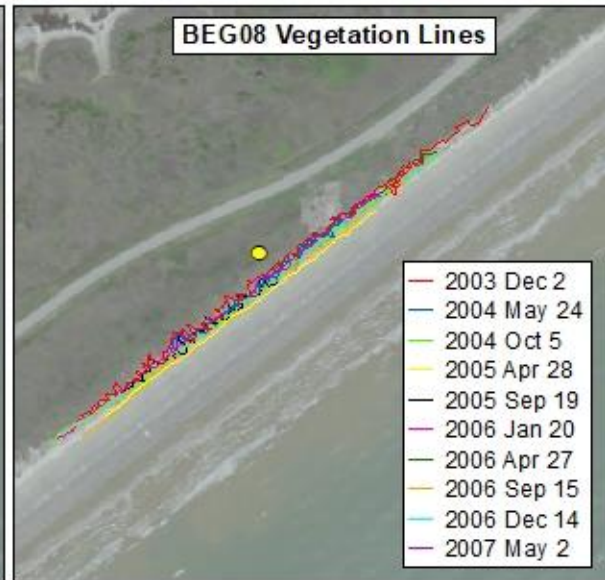 BEG08 Vegetation Lines
2003 Dec 2
2004 May 24
2004 Oct 5
2005 Apr 28
2005 Sep 19
2006 Jan 20
2006 Apr 27
2006 Sep 15
2006 Dec 14
2007 May 2